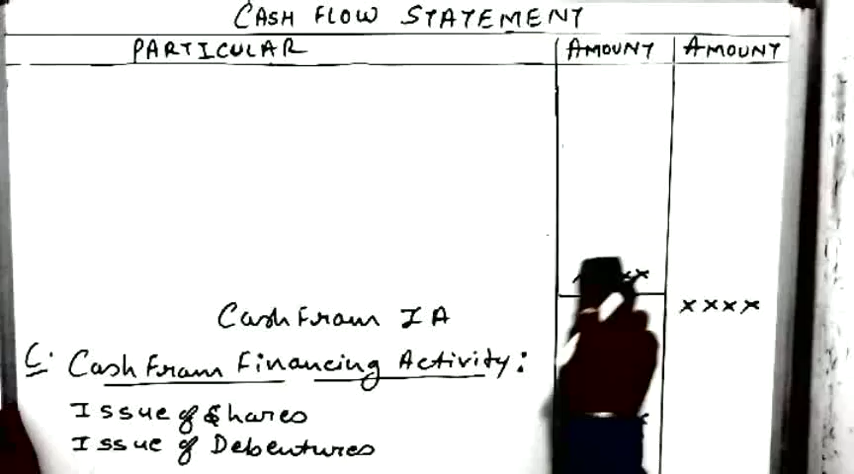 CASH FLOW STATEMENT
PARTICULAR AMOUNT AMOUNT
Cash From IA xxxx
C. Cash From Financing Activity:
Issue of Shares
Issue of Debentures